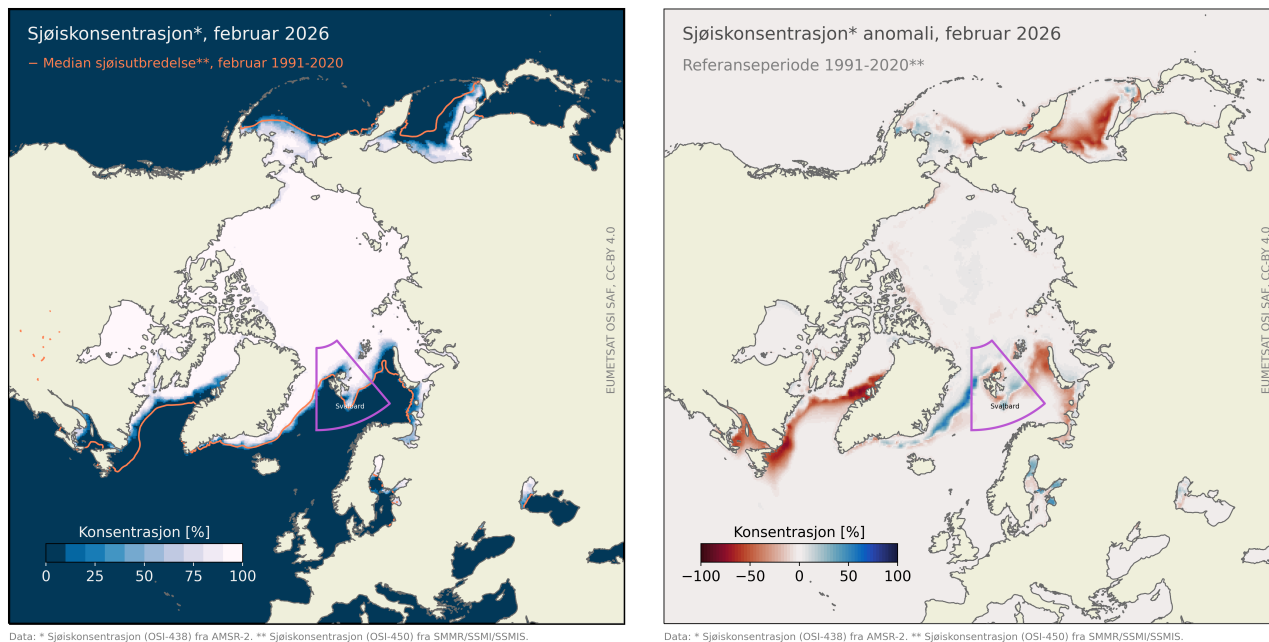 Sjøiskonsentrasjon*, februar 2026
− Median sjøisutbredelse**, februar 1991-2020
EUMETSAT OSI SAF, CC-BY 4.0
Svalbard
Konsentrasjon [%]
0 25 50 75 100
Data: * Sjøiskonsentrasjon (OSI-438) fra AMSR-2. ** Sjøiskonsentrasjon (OSI-450) fra SMMR/SSMI/SSMIS.
Sjøiskonsentrasjon* anomali, februar 2026
Referanseperiode 1991-2020**
EUMETSAT OSI SAF, CC-BY 4.0
Svalbard
Konsentrasjon [%]
−100 −50 0 50 100
Data: * Sjøiskonsentrasjon (OSI-438) fra AMSR-2. ** Sjøiskonsentrasjon (OSI-450) fra SMMR/SSMI/SSMIS.